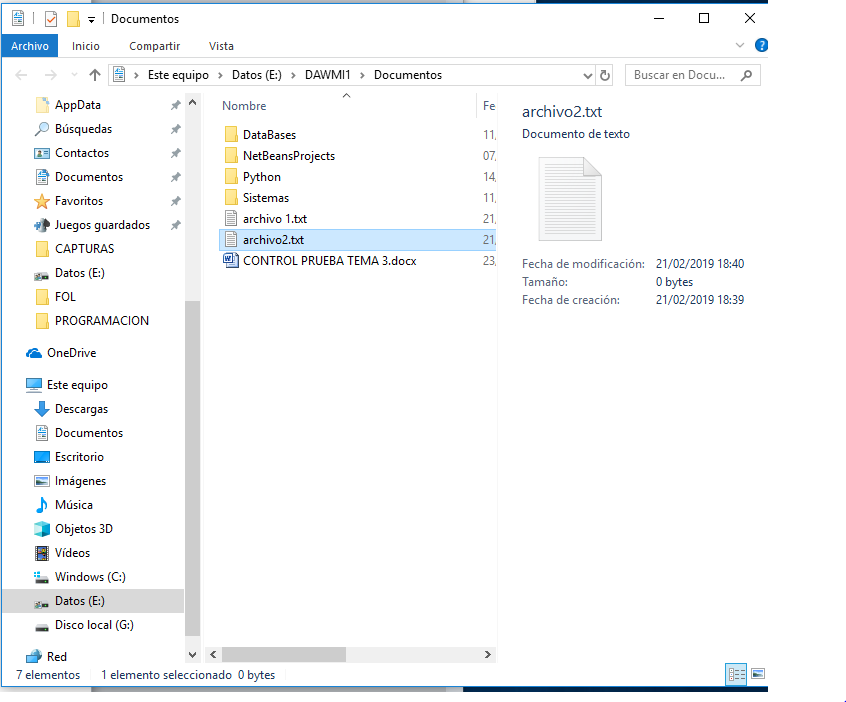 Documentos
Archivo Inicio Compartir Vista
Este equipo Datos (E:) DAWMI1 Documentos Buscar en Docu...
AppData
Búsquedas
Contactos
Documentos
Favoritos
Juegos guardados
CAPTURAS
Datos (E:)
FOL
PROGRAMACION
OneDrive
Este equipo
Descargas
Documentos
Escritorio
Imágenes
Música
Objetos 3D
Vídeos
Windows (C:)
Datos (E:)
Disco local (G:)
Red
Nombre Fe
DataBases 11,
NetBeansProjects 07,
Python 14,
Sistemas 11,
archivo 1.txt 21,
archivo2.txt 21,
CONTROL PRUEBA TEMA 3.docx 23,
archivo2.txt
Documento de texto
Fecha de modificación: 21/02/2019 18:40
Tamaño: 0 bytes
Fecha de creación: 21/02/2019 18:39
7 elementos 1 elemento seleccionado 0 bytes